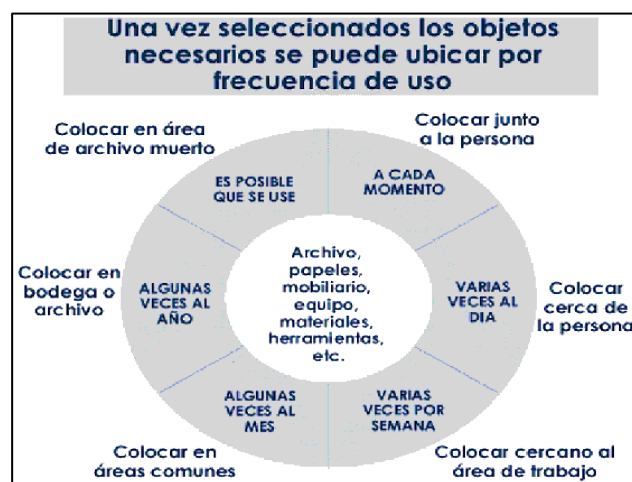 Una vez seleccionados los objetos
necesarios se puede ubicar por
frecuencia de uso
Colocar en área
de archivo muerto
Colocar junto
a la persona
ES POSIBLE
QUE SE USE
A CADA
MOMENTO
Colocar en
bodega o
archivo
ALGUNAS
VECES AL
AÑO
Archivo,
papeles,
mobiliario,
equipo,
materiales,
herramientas,
etc.
VARIAS
VECES AL
DIA
Colocar
cerca de
la persona
ALGUNAS
VECES AL
MES
VARIAS
VECES POR
SEMANA
Colocar en
áreas comunes
Colocar cercano al
área de trabajo